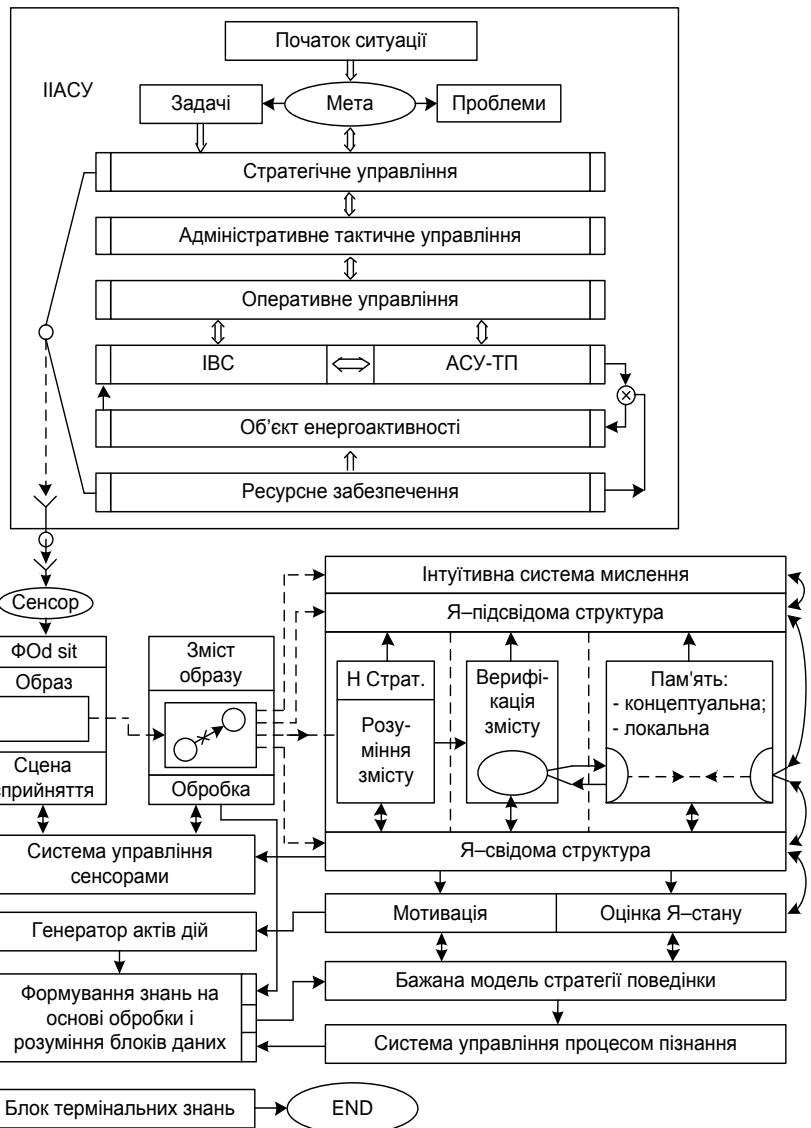 Початок ситуації
ІІАСУ
Задачі
Мета
Проблеми
Стратегічне управління
Адміністративне тактичне управління
Оперативне управління
ІВС
АСУ-ТП
Об’єкт енергоактивності
Ресурсне забезпечення
Сенсор
ФОd sit
Образ
Сцена
сприйняття
Зміст
образу
Обробка
Інтуїтивна система мислення
Я–підсвідома структура
Н Страт.
Розу-
міння
змісту
Верифі-
кація
змісту
Пам'ять:
- концептуальна;
- локальна
Я–свідома структура
Система управління
сенсорами
Мотивація
Оцінка Я–стану
Генератор актів дій
Бажана модель стратегії поведінки
Формування знань на
основі обробки і
розуміння блоків даних
Система управління процесом пізнання
Блок термінальних знань
END